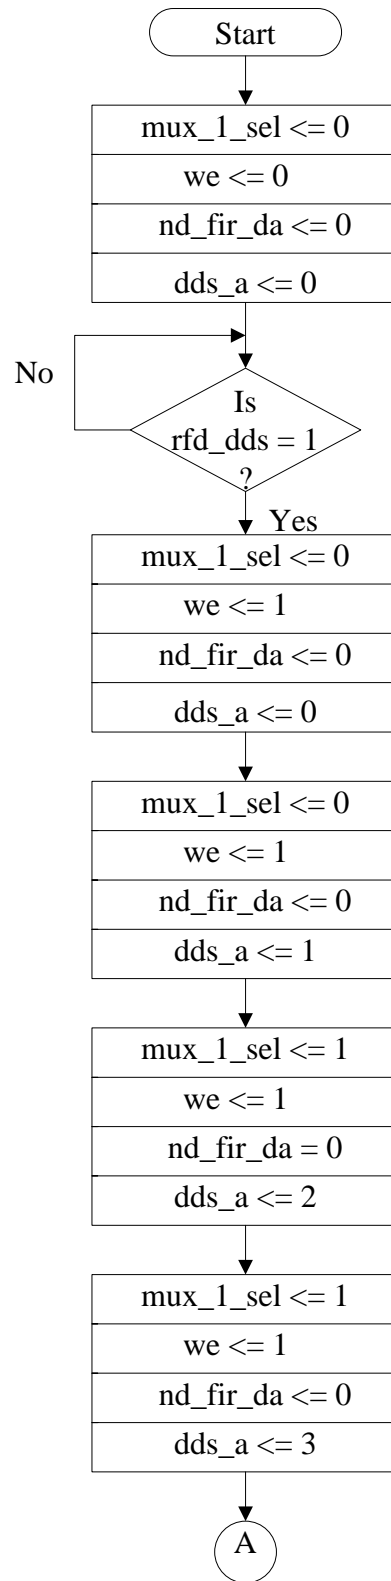 Start
mux_1_sel <= 0
we <= 0
nd_fir_da <= 0
dds_a <= 0
No
Is
rfd_dds = 1
?
Yes
mux_1_sel <= 0
we <= 1
nd_fir_da <= 0
dds_a <= 0
mux_1_sel <= 0
we <= 1
nd_fir_da <= 0
dds_a <= 1
mux_1_sel <= 1
we <= 1
nd_fir_da = 0
dds_a <= 2
mux_1_sel <= 1
we <= 1
nd_fir_da <= 0
dds_a <= 3
A